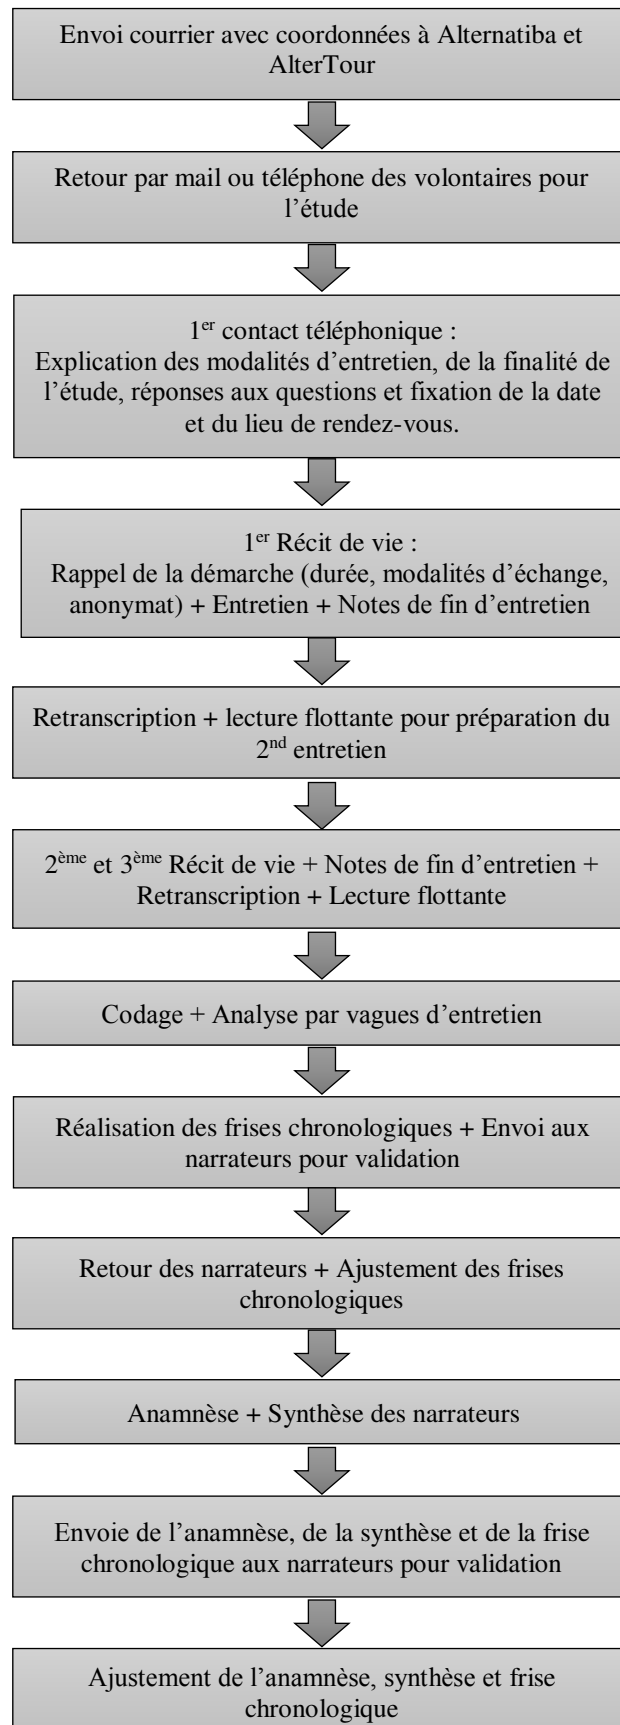 Envoi courrier avec coordonnées à Alternatiba et
AlterTour
Retour par mail ou téléphone des volontaires pour
l’étude
1er contact téléphonique :
Explication des modalités d’entretien, de la finalité de
l’étude, réponses aux questions et fixation de la date
et du lieu de rendez-vous.
1er Récit de vie :
Rappel de la démarche (durée, modalités d’échange,
anonymat) + Entretien + Notes de fin d’entretien
Retranscription + lecture flottante pour préparation du
2nd entretien
2ème et 3ème Récit de vie + Notes de fin d’entretien +
Retranscription + Lecture flottante
Codage + Analyse par vagues d’entretien
Réalisation des frises chronologiques + Envoi aux
narrateurs pour validation
Retour des narrateurs + Ajustement des frises
chronologiques
Anamnèse + Synthèse des narrateurs
Envoie de l’anamnèse, de la synthèse et de la frise
chronologique aux narrateurs pour validation
Ajustement de l’anamnèse, synthèse et frise
chronologique